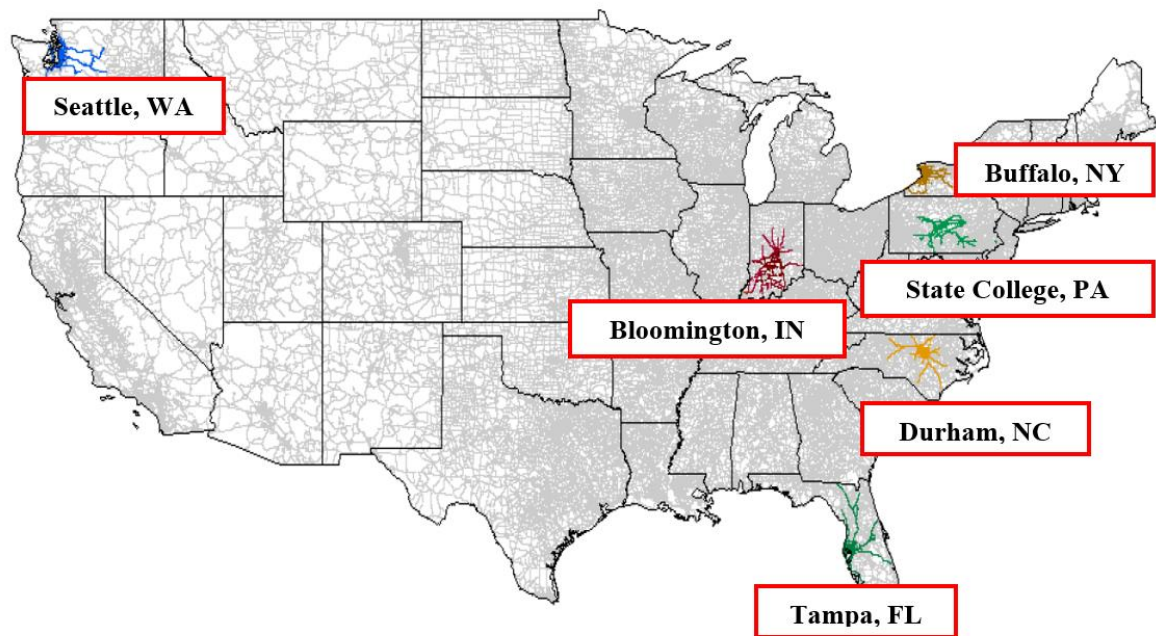 Seattle, WA
Buffalo, NY
State College, PA
Bloomington, IN
Durham, NC
Tampa, FL